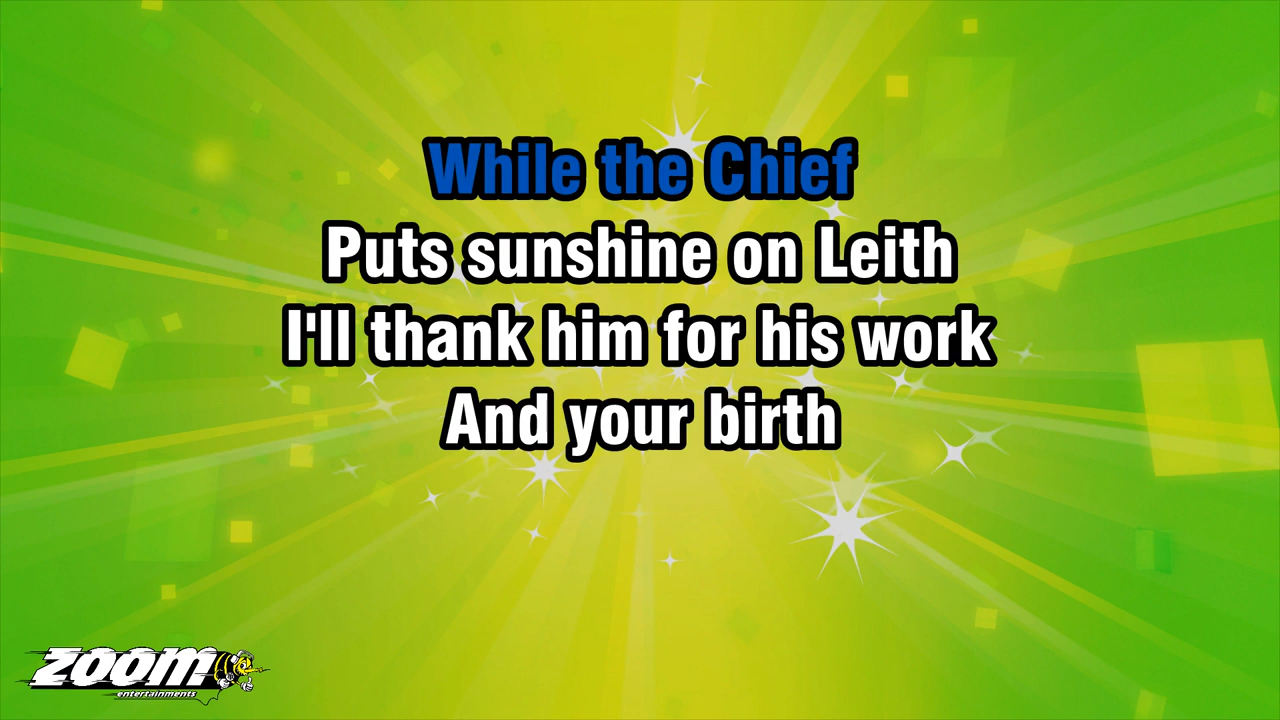 While the Chief
Puts sunshine on Leith
I'll thank him for his work
And your birth
zoom
entertainments